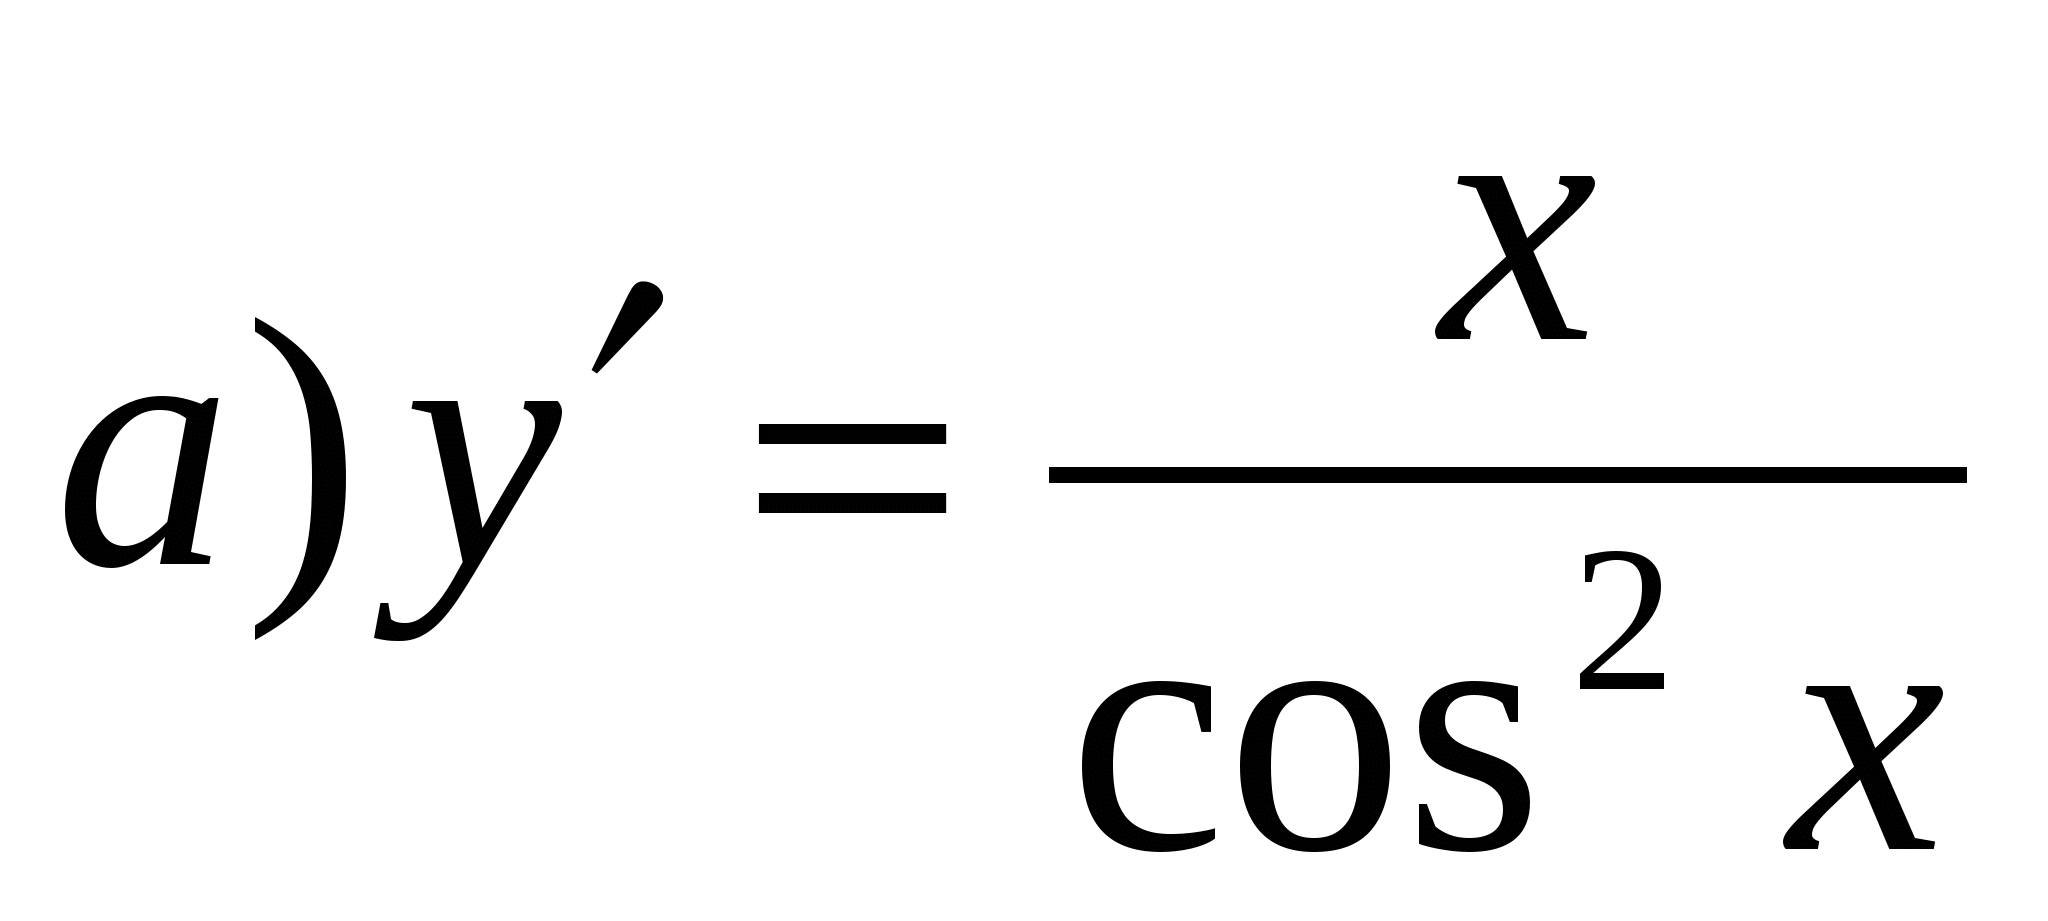 a) y′ = x / cos² x